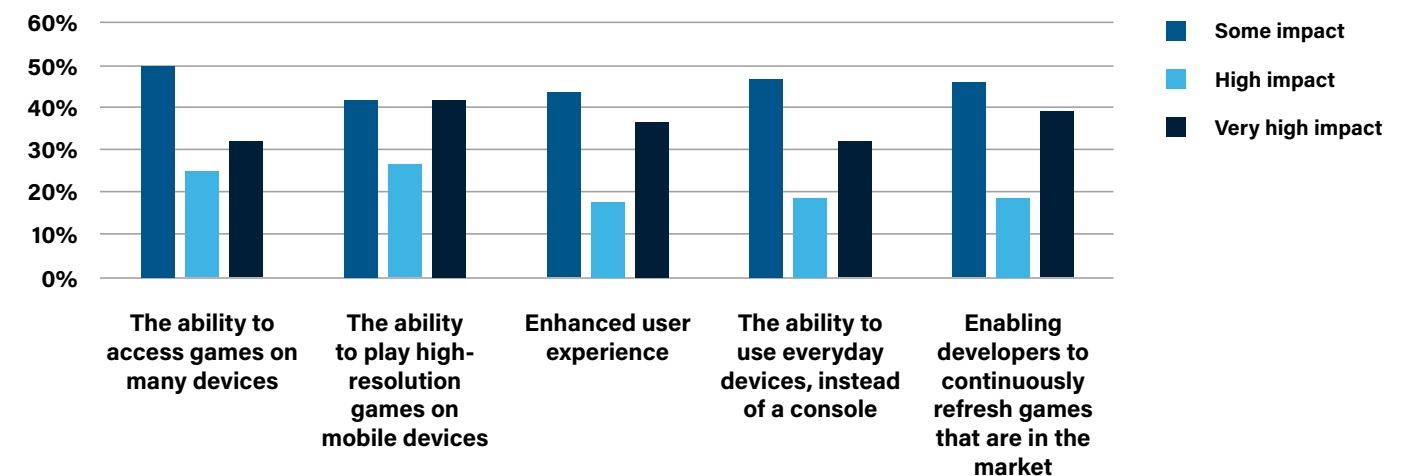 60%
50%
40%
30%
20%
10%
0%
Some impact
High impact
Very high impact
The ability to
access games on
many devices
The ability
to play high-
resolution
games on
mobile devices
Enhanced user
experience
The ability to
use everyday
devices, instead
of a console
Enabling
developers to
continuously
refresh games
that are in the
market